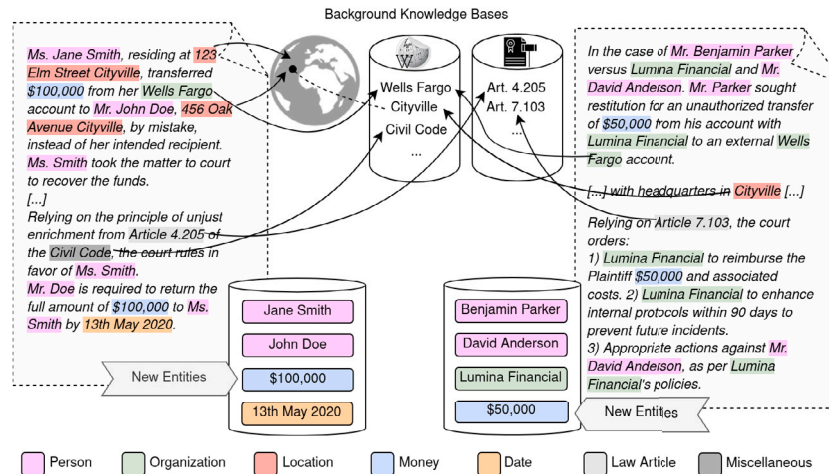 Background Knowledge Bases
Ms. Jane Smith, residing at 123
Elm Street Cityville, transferred
$100,000 from her Wells Fargo
account to Mr. John Doe, 456 Oak
Avenue Cityville, by mistake,
instead of her intended recipient.
Ms. Smith took the matter to court
to recover the funds.
[...]
Relying on the principle of unjust
enrichment from Article 4.205 of
the Civil Code, the court rules in
favor of Ms. Smith.
Mr. Doe is required to return the
full amount of $100,000 to Ms.
Smith by 13th May 2020.
Wells Fargo
Cityville
Civil Code
...
Art. 4.205
Art. 7.103
...
In the case of Mr. Benjamin Parker
versus Lumna Financial and Mr.
David Anderson. Mr. Parker sought
restitution for an unauthorized transfer
of $50,000 from his account with
Lumina Financial to an external Wells
Fargo account.
[...] with headquarters in Cityville [...]
Relying on Article 7.103, the court
orders:
1) Lumina Financial to reimburse the
Plaintiff $50,000 and associated
costs. 2) Lumina Financial to enhance
internal protocols within 90 days to
prevent future incidents.
3) Appropriate actions against Mr.
David Anderson, as per Lumina
Financial's policies.
New Entities
Jane Smith
John Doe
$100,000
13th May 2020
Benjamin Parker
David Anderson
Lumina Financial
$50,000
New Entities
Person
Organization
Location
Money
Date
Law Article
Miscellaneous